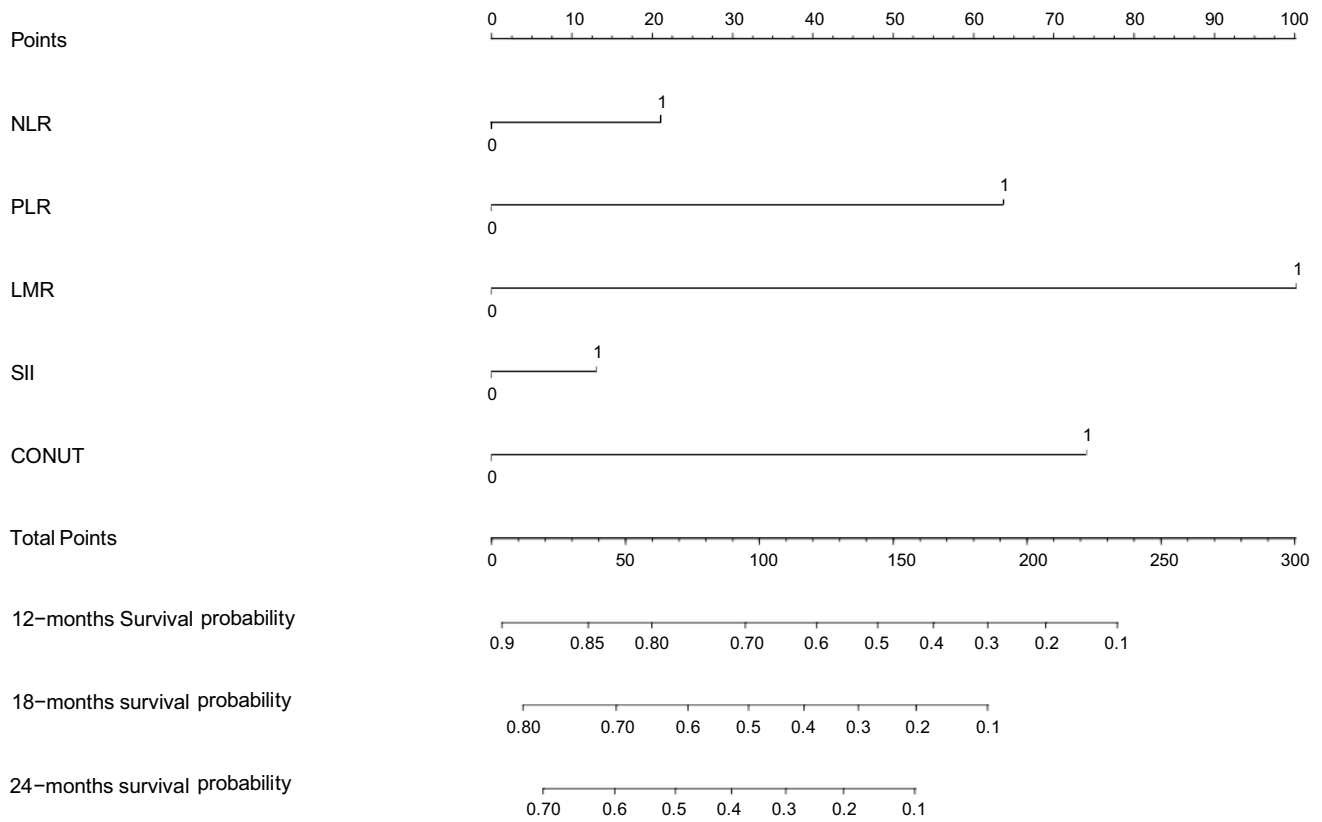 0 10 20 30 40 50 60 70 80 90 100
Points
1
NLR
0
1
PLR
0
1
LMR
0
1
SII
0
1
CONUT
0
Total Points
0 50 100 150 200 250 300
12−months Survival probability
0.9 0.85 0.80 0.70 0.6 0.5 0.4 0.3 0.2 0.1
18−months survival probability
0.80 0.70 0.6 0.5 0.4 0.3 0.2 0.1
24−months survival probability
0.70 0.6 0.5 0.4 0.3 0.2 0.1